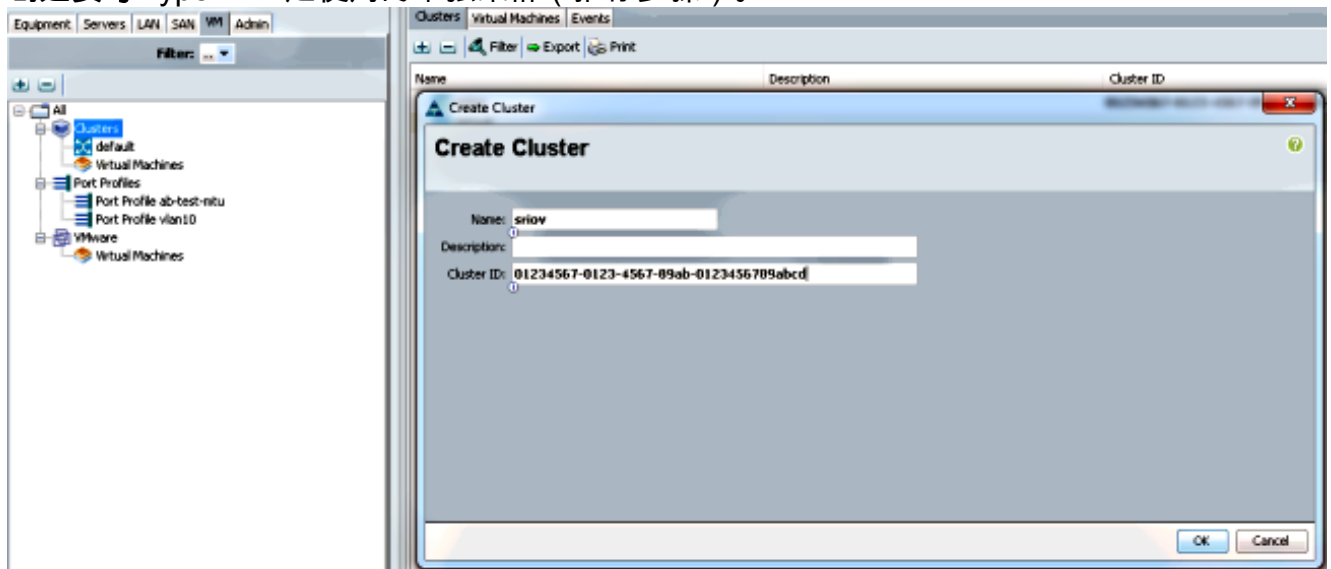 Equipment Servers LAN SAN VM Admin
Filter: ..
All
Clusters
default
Virtual Machines
Port Profiles
Port Profile ab-test-mtu
Port Profile vlan10
VMware
Virtual Machines
Clusters Virtual Machines Events
Filter Export Print
Name Description Cluster ID
Create Cluster
Create Cluster
Name: sriov
Description:
Cluster ID: 01234567-0123-4567-89ab-0123456789abcd
OK Cancel